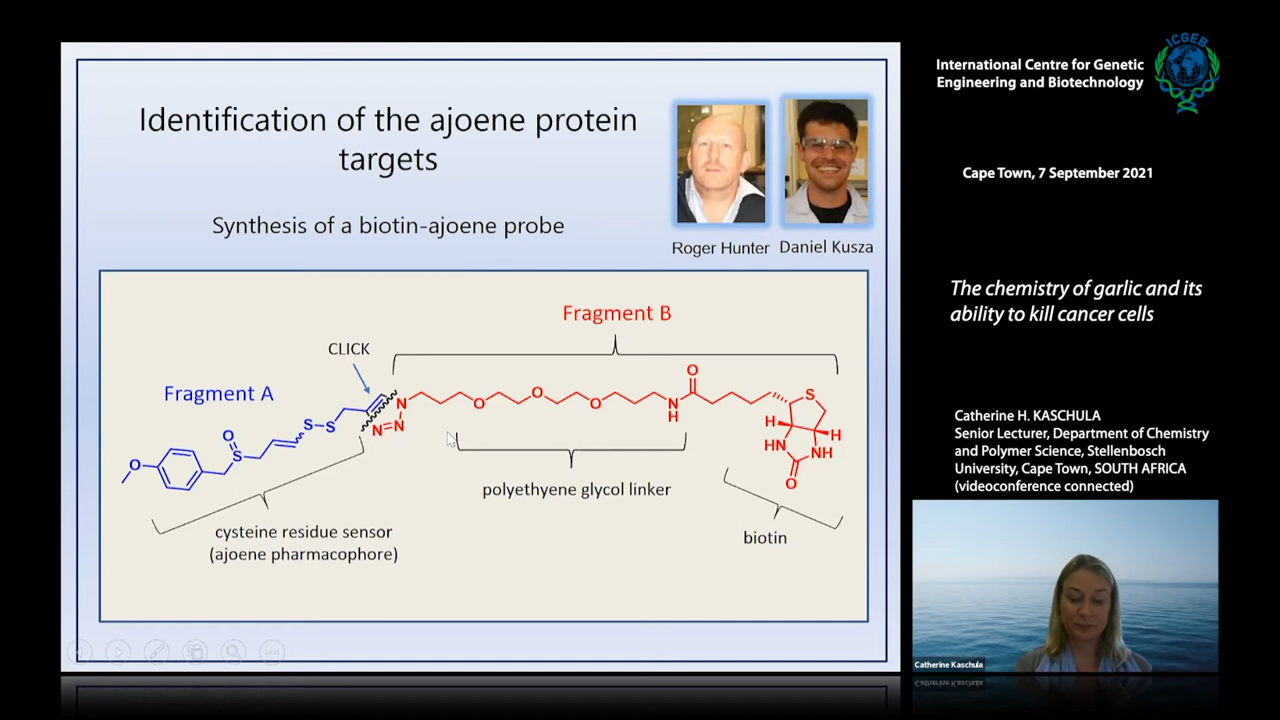 Identification of the ajoene protein
targets
Synthesis of a biotin-ajoene probe
Roger Hunter
Daniel Kusza
Fragment B
CLICK
Fragment A
O
S
S
S
O
N
N=N
O
O
O
N
H
O
S
H
H
HN
NH
O
polyethyene glycol linker
cysteine residue sensor
(ajoene pharmacophore)
biotin
International Centre for Genetic
Engineering and Biotechnology
ICGEB
Cape Town, 7 September 2021
The chemistry of garlic and its
ability to kill cancer cells
Catherine H. KASCHULA
Senior Lecturer, Department of Chemistry
and Polymer Science, Stellenbosch
University, Cape Town, SOUTH AFRICA
(videoconference connected)
Catherine Kaschula